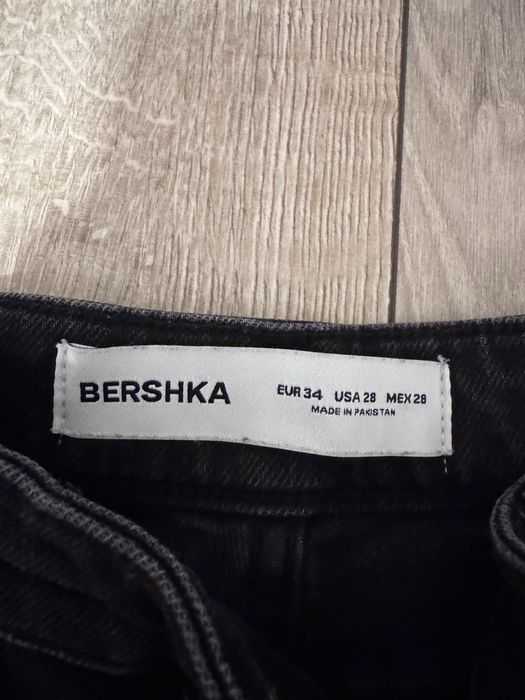 BERSHKA
EUR 34 USA 28 MEX 28
MADE IN PAKISTAN